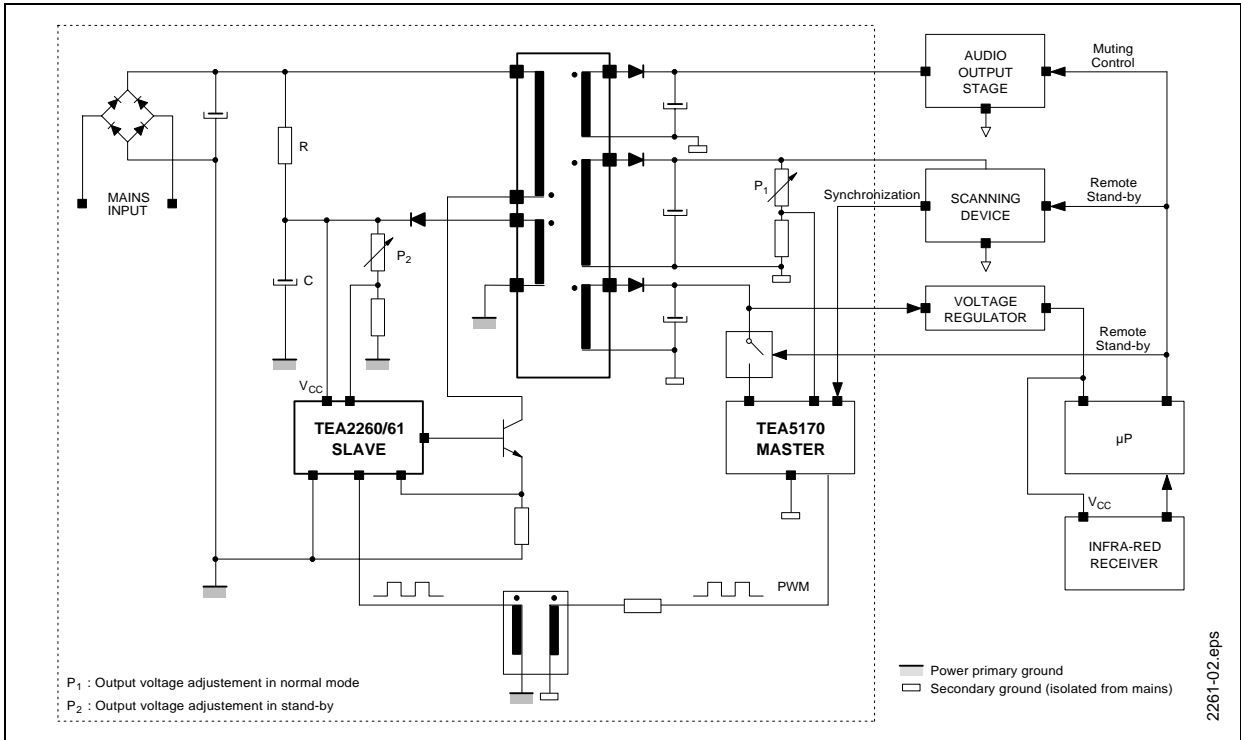 AUDIO
OUTPUT
STAGE
Muting
Control
R
MAINS
INPUT
P1
Synchronization
SCANNING
DEVICE
Remote
Stand-by
P2
C
VOLTAGE
REGULATOR
Remote
Stand-by
VCC
TEA2260/61
SLAVE
TEA5170
MASTER
µP
VCC
INFRA-RED
RECEIVER
PWM
P1 : Output voltage adjustement in normal mode
P2 : Output voltage adjustement in stand-by
Power primary ground
Secondary ground (isolated from mains)
2261-02.eps